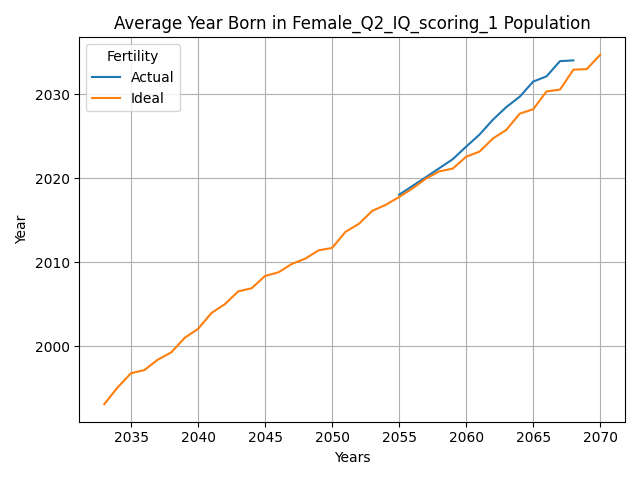 Average Year Born in Female_Q2_IQ_scoring_1 Population
Fertility
Actual
Ideal
2030
2020
2010
2000
Year
2035 2040 2045 2050 2055 2060 2065 2070
Years